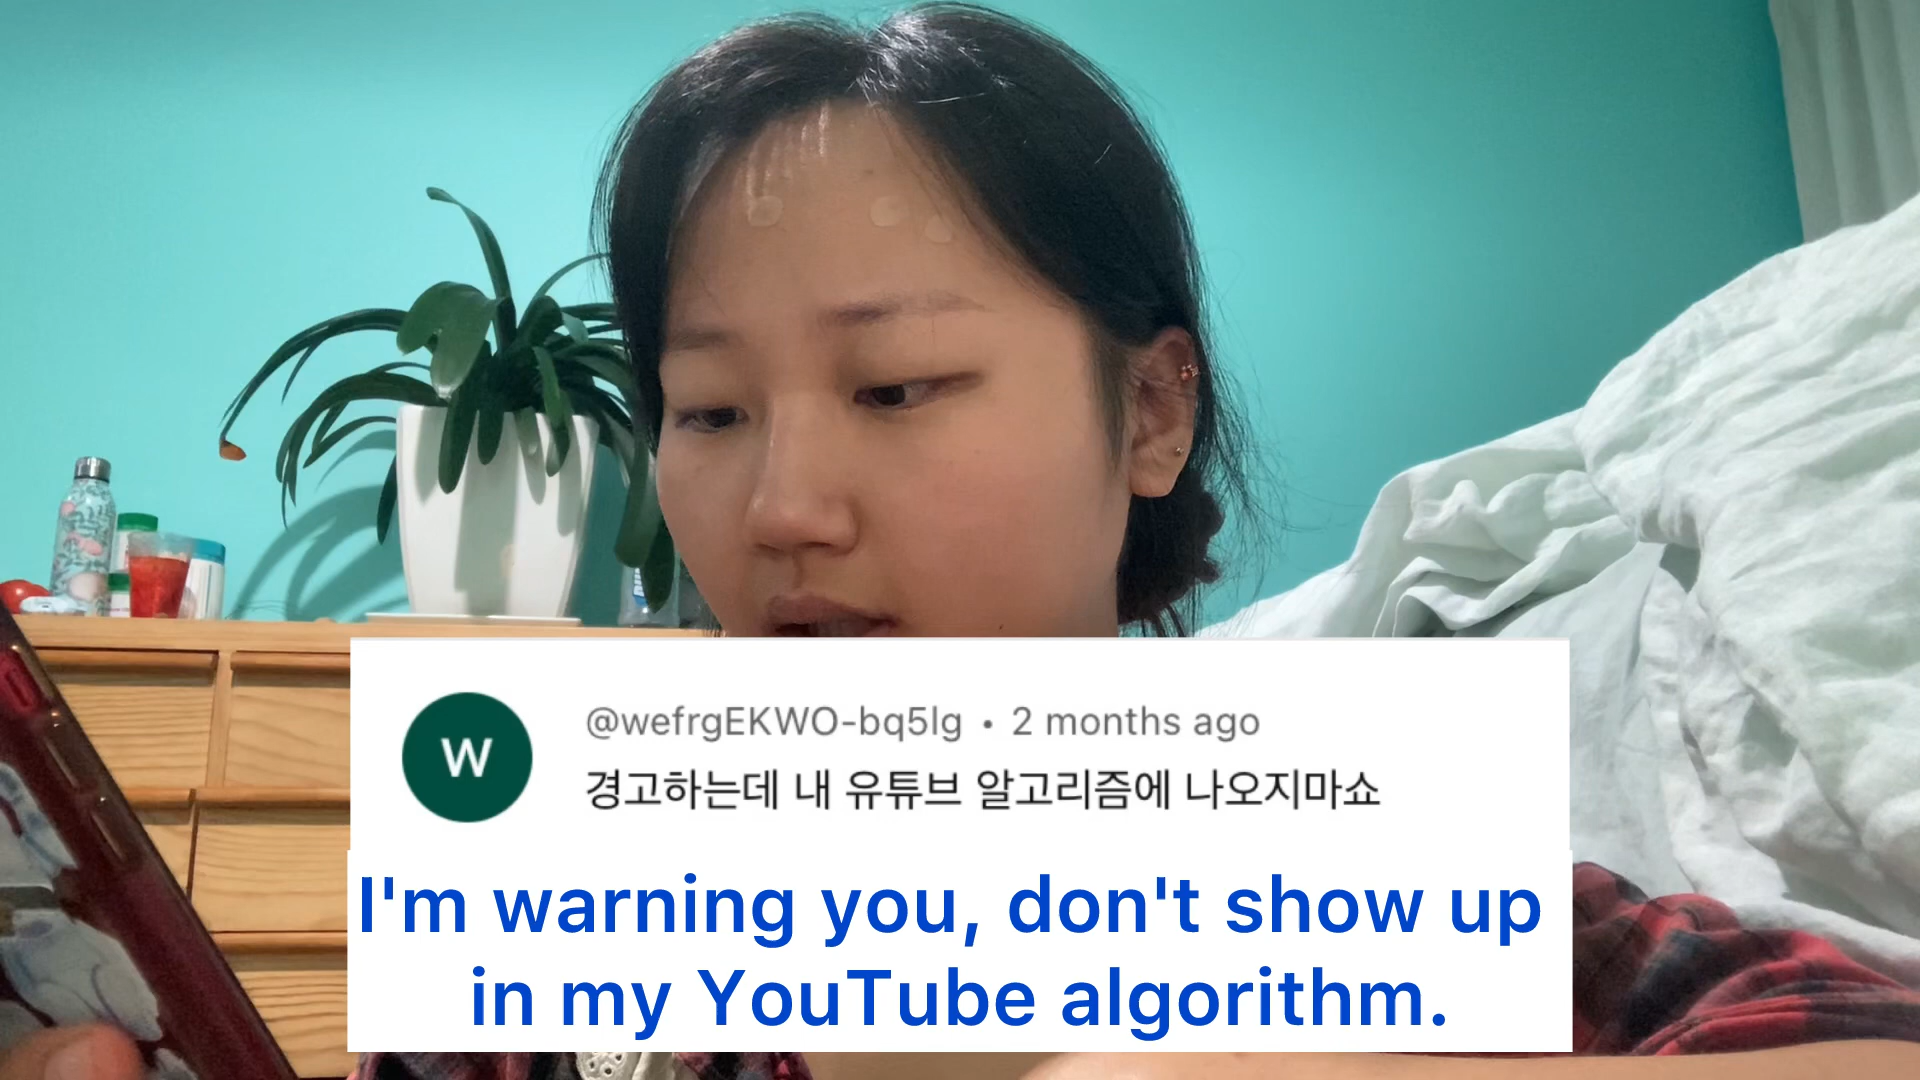 W
@wefrgEKWO-bq5lg • 2 months ago
경고하는데 내 유튜브 알고리즘에 나오지마쇼
I'm warning you, don't show up
in my YouTube algorithm.